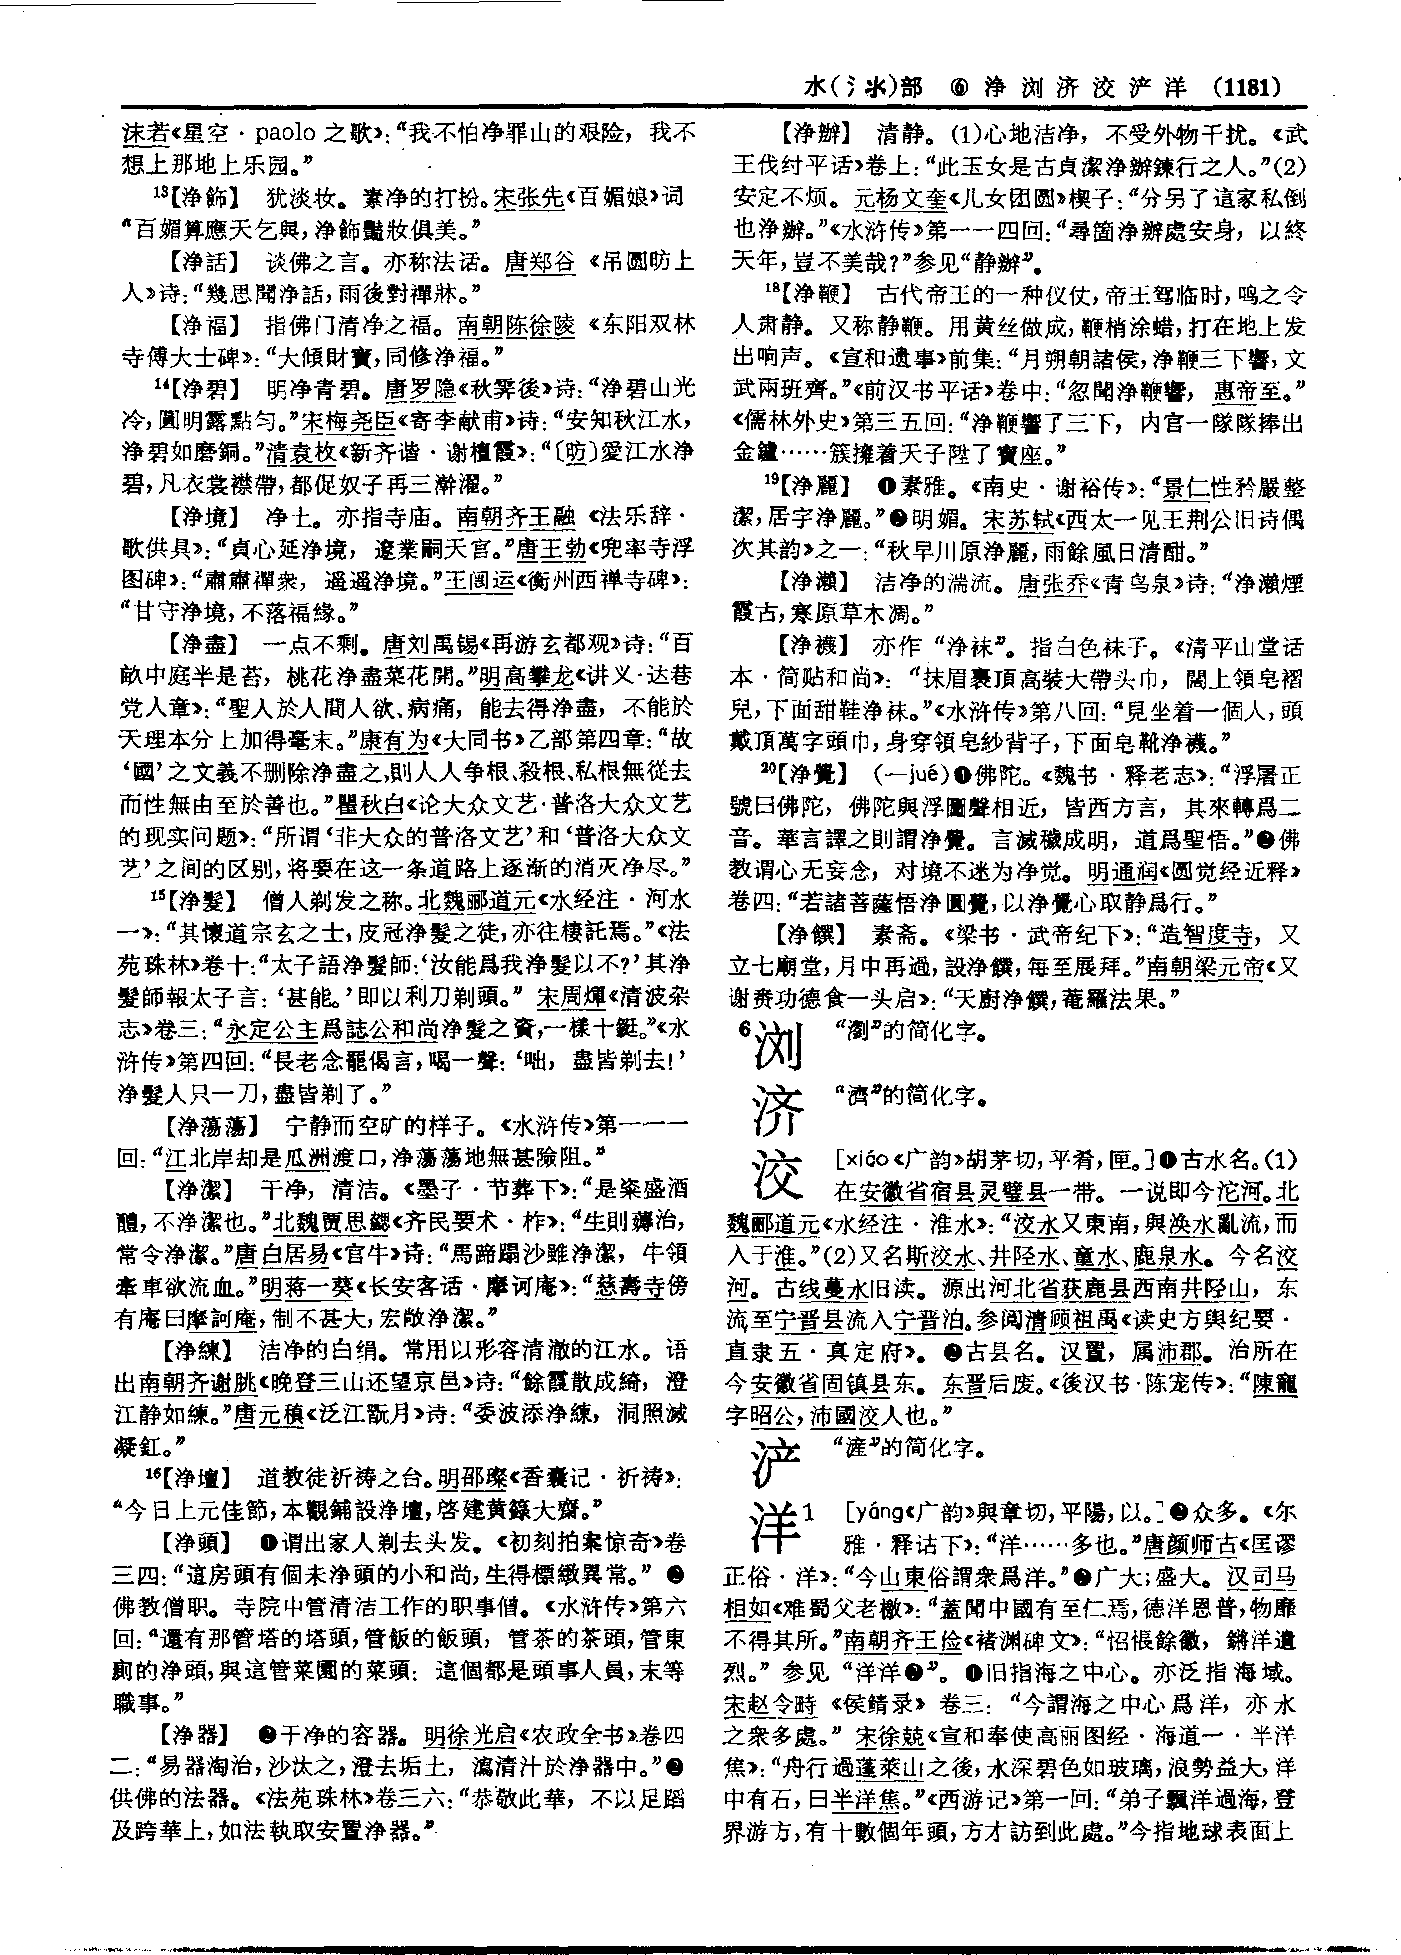 水(氵氺)部 ⑥ 净浏济洨浐洋 (1181)
沫若《星空·paolo之歌》:“我不怕净罪山的艰险，我不
想上那地上乐园。”
13【净飾】 犹淡妆。素净的打扮。宋张先《百媚娘》词
“百媚算應天乞與，净飾豔妝俱美。”
【净話】 谈佛之言。亦称法话。唐郑谷《吊圆昉上
人》诗:“幾思聞净話，雨後對禪牀。”
【净福】 指佛门清净之福。南朝陈徐陵《东阳双林
寺傅大士碑》:“大傾財寶，同修净福。”
14【净碧】 明净青碧。唐罗隐《秋霁後》诗:“净碧山光
冷，圓明露點匀。”宋梅尧臣《寄李献甫》诗:“安知秋江水，
净碧如磨銅。”清袁枚《新齐谐·谢檀霞》:“〔昉〕愛江水净
碧，凡衣裳襟帶，都促奴子再三澣濯。”
【净境】 净土。亦指寺庙。南朝齐王融《法乐辞·
歌供具》:“貞心延净境，邃業嗣天宫。”唐王勃《兜率寺浮
图碑》:“肅肅禪衆，遥遥净境。”王闿运《衡州西禅寺碑》:
“甘守净境，不落福緣。”
【净盡】 一点不剩。唐刘禹锡《再游玄都观》诗:“百
畝中庭半是苔，桃花净盡菜花開。”明高攀龙《讲义·达巷
党人章》:“聖人於人間人欲、病痛，能去得净盡，不能於
天理本分上加得毫末。”康有为《大同书》乙部第四章:“故
‘國’之文義不删除净盡之，則人人争根、殺根、私根無從去
而性無由至於善也。”瞿秋白《论大众文艺·普洛大众文艺
的现实问题》:“所谓‘非大众的普洛文艺’和‘普洛大众文
艺’之间的区别，将要在这一条道路上逐渐的消灭净尽。”
15【净髮】 僧人剃发之称。北魏郦道元《水经注·河水
一》:“其懷道宗玄之士，皮冠净髮之徒，亦往棲託焉。”《法
苑珠林》卷十:“太子語净髮師:‘汝能爲我净髮以不?’其净
髮師報太子言:‘甚能。’即以利刀剃頭。”宋周煇《清波杂
志》卷三:“永定公主爲誌公和尚净髮之資，一樣十鋌。”《水
浒传》第四回:“長老念罷偈言，喝一聲:‘咄，盡皆剃去!’
净髮人只一刀，盡皆剃了。”
【净蕩蕩】 宁静而空旷的样子。《水浒传》第一一一
回:“江北岸却是瓜洲渡口，净蕩蕩地無甚險阻。”
【净潔】 干净，清洁。《墨子·节葬下》:“是粢盛酒
醴，不净潔也。”北魏贾思勰《齐民要术·柞》:“生則薅治，
常令净潔。”唐白居易《官牛》诗:“馬蹄蹋沙雖净潔，牛領
牽車欲流血。”明蒋一葵《长安客话·摩诃庵》:“慈壽寺傍
有庵曰摩訶庵，制不甚大，宏敞净潔。”
【净練】 洁净的白绢。常用以形容清澈的江水。语
出南朝齐谢朓《晚登三山还望京邑》诗:“餘霞散成綺，澄
江静如練。”唐元稹《泛江翫月》诗:“委波添净練，洞照滅
凝釭。”
16【净壇】 道教徒祈祷之台。明邵璨《香囊记·祈祷》:
“今日上元佳節，本觀鋪設净壇，啓建黄籙大齋。”
【净頭】 ❶谓出家人剃去头发。《初刻拍案惊奇》卷
三四:“這房頭有個未净頭的小和尚，生得標緻異常。” ❷
佛教僧职。寺院中管清洁工作的职事僧。《水浒传》第六
回:“還有那管塔的塔頭，管飯的飯頭，管茶的茶頭，管東
厠的净頭，與這管菜園的菜頭：這個都是頭事人員，末等
職事。”
【净器】 ❶干净的容器。明徐光启《农政全书》卷四
二:“易器淘治，沙汰之，澄去垢土，瀉清汁於净器中。”❷
供佛的法器。《法苑珠林》卷三六:“恭敬此華，不以足蹈
及跨華上，如法執取安置净器。”
【净辦】 清静。(1)心地洁净，不受外物干扰。《武
王伐纣平话》卷上:“此玉女是古貞潔净辦鍊行之人。”(2)
安定不烦。元杨文奎《儿女团圆》楔子:“分另了這家私倒
也净辦。”《水浒传》第一一四回:“尋箇净辦處安身，以終
天年，豈不美哉?”参见“静辦”。
18【净鞭】 古代帝王的一种仪仗，帝王驾临时，鸣之令
人肃静。又称静鞭。用黄丝做成，鞭梢涂蜡，打在地上发
出响声。《宣和遗事》前集:“月朔朝諸侯，净鞭三下響，文
武兩班齊。”《前汉书平话》卷中:“忽聞净鞭響，惠帝至。”
《儒林外史》第三五回:“净鞭響了三下，内官一隊隊捧出
金鑪……簇擁着天子陞了寶座。”
19【净麗】 ❶素雅。《南史·谢裕传》:“景仁性矜嚴整
潔，居宇净麗。”❷明媚。宋苏轼《西太一见王荆公旧诗偶
次其韵》之一:“秋早川原净麗，雨餘風日清酣。”
【净瀨】 洁净的湍流。唐张乔《青鸟泉》诗:“净瀨煙
霞古，寒原草木凋。”
【净襪】 亦作“净袜”。指白色袜子。《清平山堂话
本·简贴和尚》:“抹眉裹頂高裝大帶头巾，闊上領皂褶
兒，下面甜鞋净袜。”《水浒传》第八回:“見坐着一個人，頭
戴頂萬字頭巾，身穿領皂紗背子，下面皂靴净襪。”
20【净覺】 (—jué)❶佛陀。《魏书·释老志》:“浮屠正
號曰佛陀，佛陀與浮圖聲相近，皆西方言，其來轉爲二
音。華言譯之則謂净覺。言滅穢成明，道爲聖悟。”❷佛
教谓心无妄念，对境不迷为净觉。明通润《圆觉经近释》
卷四:“若諸菩薩悟净圓覺，以净覺心取静爲行。”
【净饌】 素斋。《梁书·武帝纪下》:“造智度寺，又
立七廟堂，月中再過，設净饌，每至展拜。”南朝梁元帝《又
谢赉功德食一头启》:“天廚净饌，菴羅法果。”
6浏 “瀏”的简化字。
济 “濟”的简化字。
洨 [xiáo《广韵》胡茅切，平肴，匣。]❶古水名。(1)
在安徽省宿县灵璧县一带。一说即今沱河。北
魏郦道元《水经注·淮水》:“洨水又東南，與涣水亂流，而
入于淮。”(2)又名斯洨水、井陉水、童水、鹿泉水。今名洨
河。古线蔓水旧读。源出河北省获鹿县西南井陉山，东
流至宁晋县流入宁晋泊。参阅清顾祖禹《读史方舆纪要·
直隶五·真定府》。 ❷古县名。汉置，属沛郡。治所在
今安徽省固镇县东。东晋后废。《後汉书·陈宠传》:“陳寵
字昭公，沛國洨人也。”
浐 “滻”的简化字。
洋1 [yáng《广韵》與章切，平陽，以。]❶众多。《尔
雅·释诂下》:“洋……多也。”唐颜师古《匡谬
正俗·洋》:“今山東俗謂衆爲洋。”❷广大；盛大。汉司马
相如《难蜀父老檄》:“蓋聞中國有至仁焉，德洋恩普，物靡
不得其所。”南朝齐王俭《褚渊碑文》:“怊悵餘徽，鏘洋遺
烈。”参见“洋洋❷”。❸旧指海之中心。亦泛指海域。
宋赵令畤《侯鲭录》卷三:“今謂海之中心爲洋，亦水
之衆多處。”宋徐兢《宣和奉使高丽图经·海道一·半洋
焦》:“舟行過蓬萊山之後，水深碧色如玻璃，浪勢益大，洋
中有石，曰半洋焦。”《西游记》第一回:“弟子飄洋過海，登
界游方，有十數個年頭，方才訪到此處。”今指地球表面上